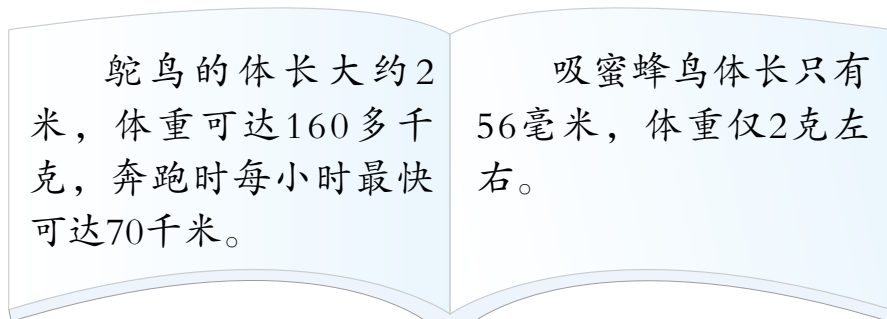 鸵鸟的体长大约2
米，体重可达160多千
克，奔跑时每小时最快
可达70千米。
吸蜜蜂鸟体长只有
56毫米，体重仅2克左
右。